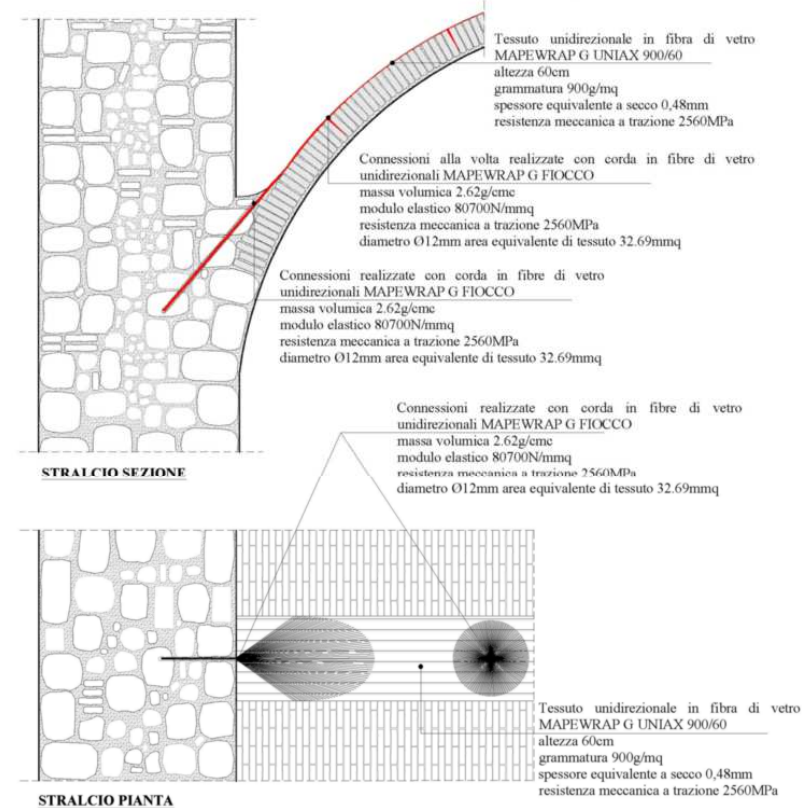 Tessuto unidirezionale in fibra di vetro
MAPEWRAP G UNIAX 900/60
altezza 60cm
grammatura 900g/mq
spessore equivalente a secco 0,48mm
resistenza meccanica a trazione 2560MPa
Connessioni alla volta realizzate con corda in fibre di vetro
unidirezionali MAPEWRAP G FIOCCO
massa volumica 2.62g/cmc
modulo elastico 80700N/mmq
resistenza meccanica a trazione 2560MPa
diametro Ø12mm area equivalente di tessuto 32.69mmq
Connessioni realizzate con corda in fibre di vetro
unidirezionali MAPEWRAP G FIOCCO
massa volumica 2.62g/cmc
modulo elastico 80700N/mmq
resistenza meccanica a trazione 2560MPa
diametro Ø12mm area equivalente di tessuto 32.69mmq
Connessioni realizzate con corda in fibre di vetro
unidirezionali MAPEWRAP G FIOCCO
massa volumica 2.62g/cmc
modulo elastico 80700N/mmq
resistenza meccanica a trazione 2560MPa
diametro Ø12mm area equivalente di tessuto 32.69mmq
STRALCIO SEZIONE
Tessuto unidirezionale in fibra di vetro
MAPEWRAP G UNIAX 900/60
altezza 60cm
grammatura 900g/mq
spessore equivalente a secco 0,48mm
resistenza meccanica a trazione 2560MPa
STRALCIO PIANTA